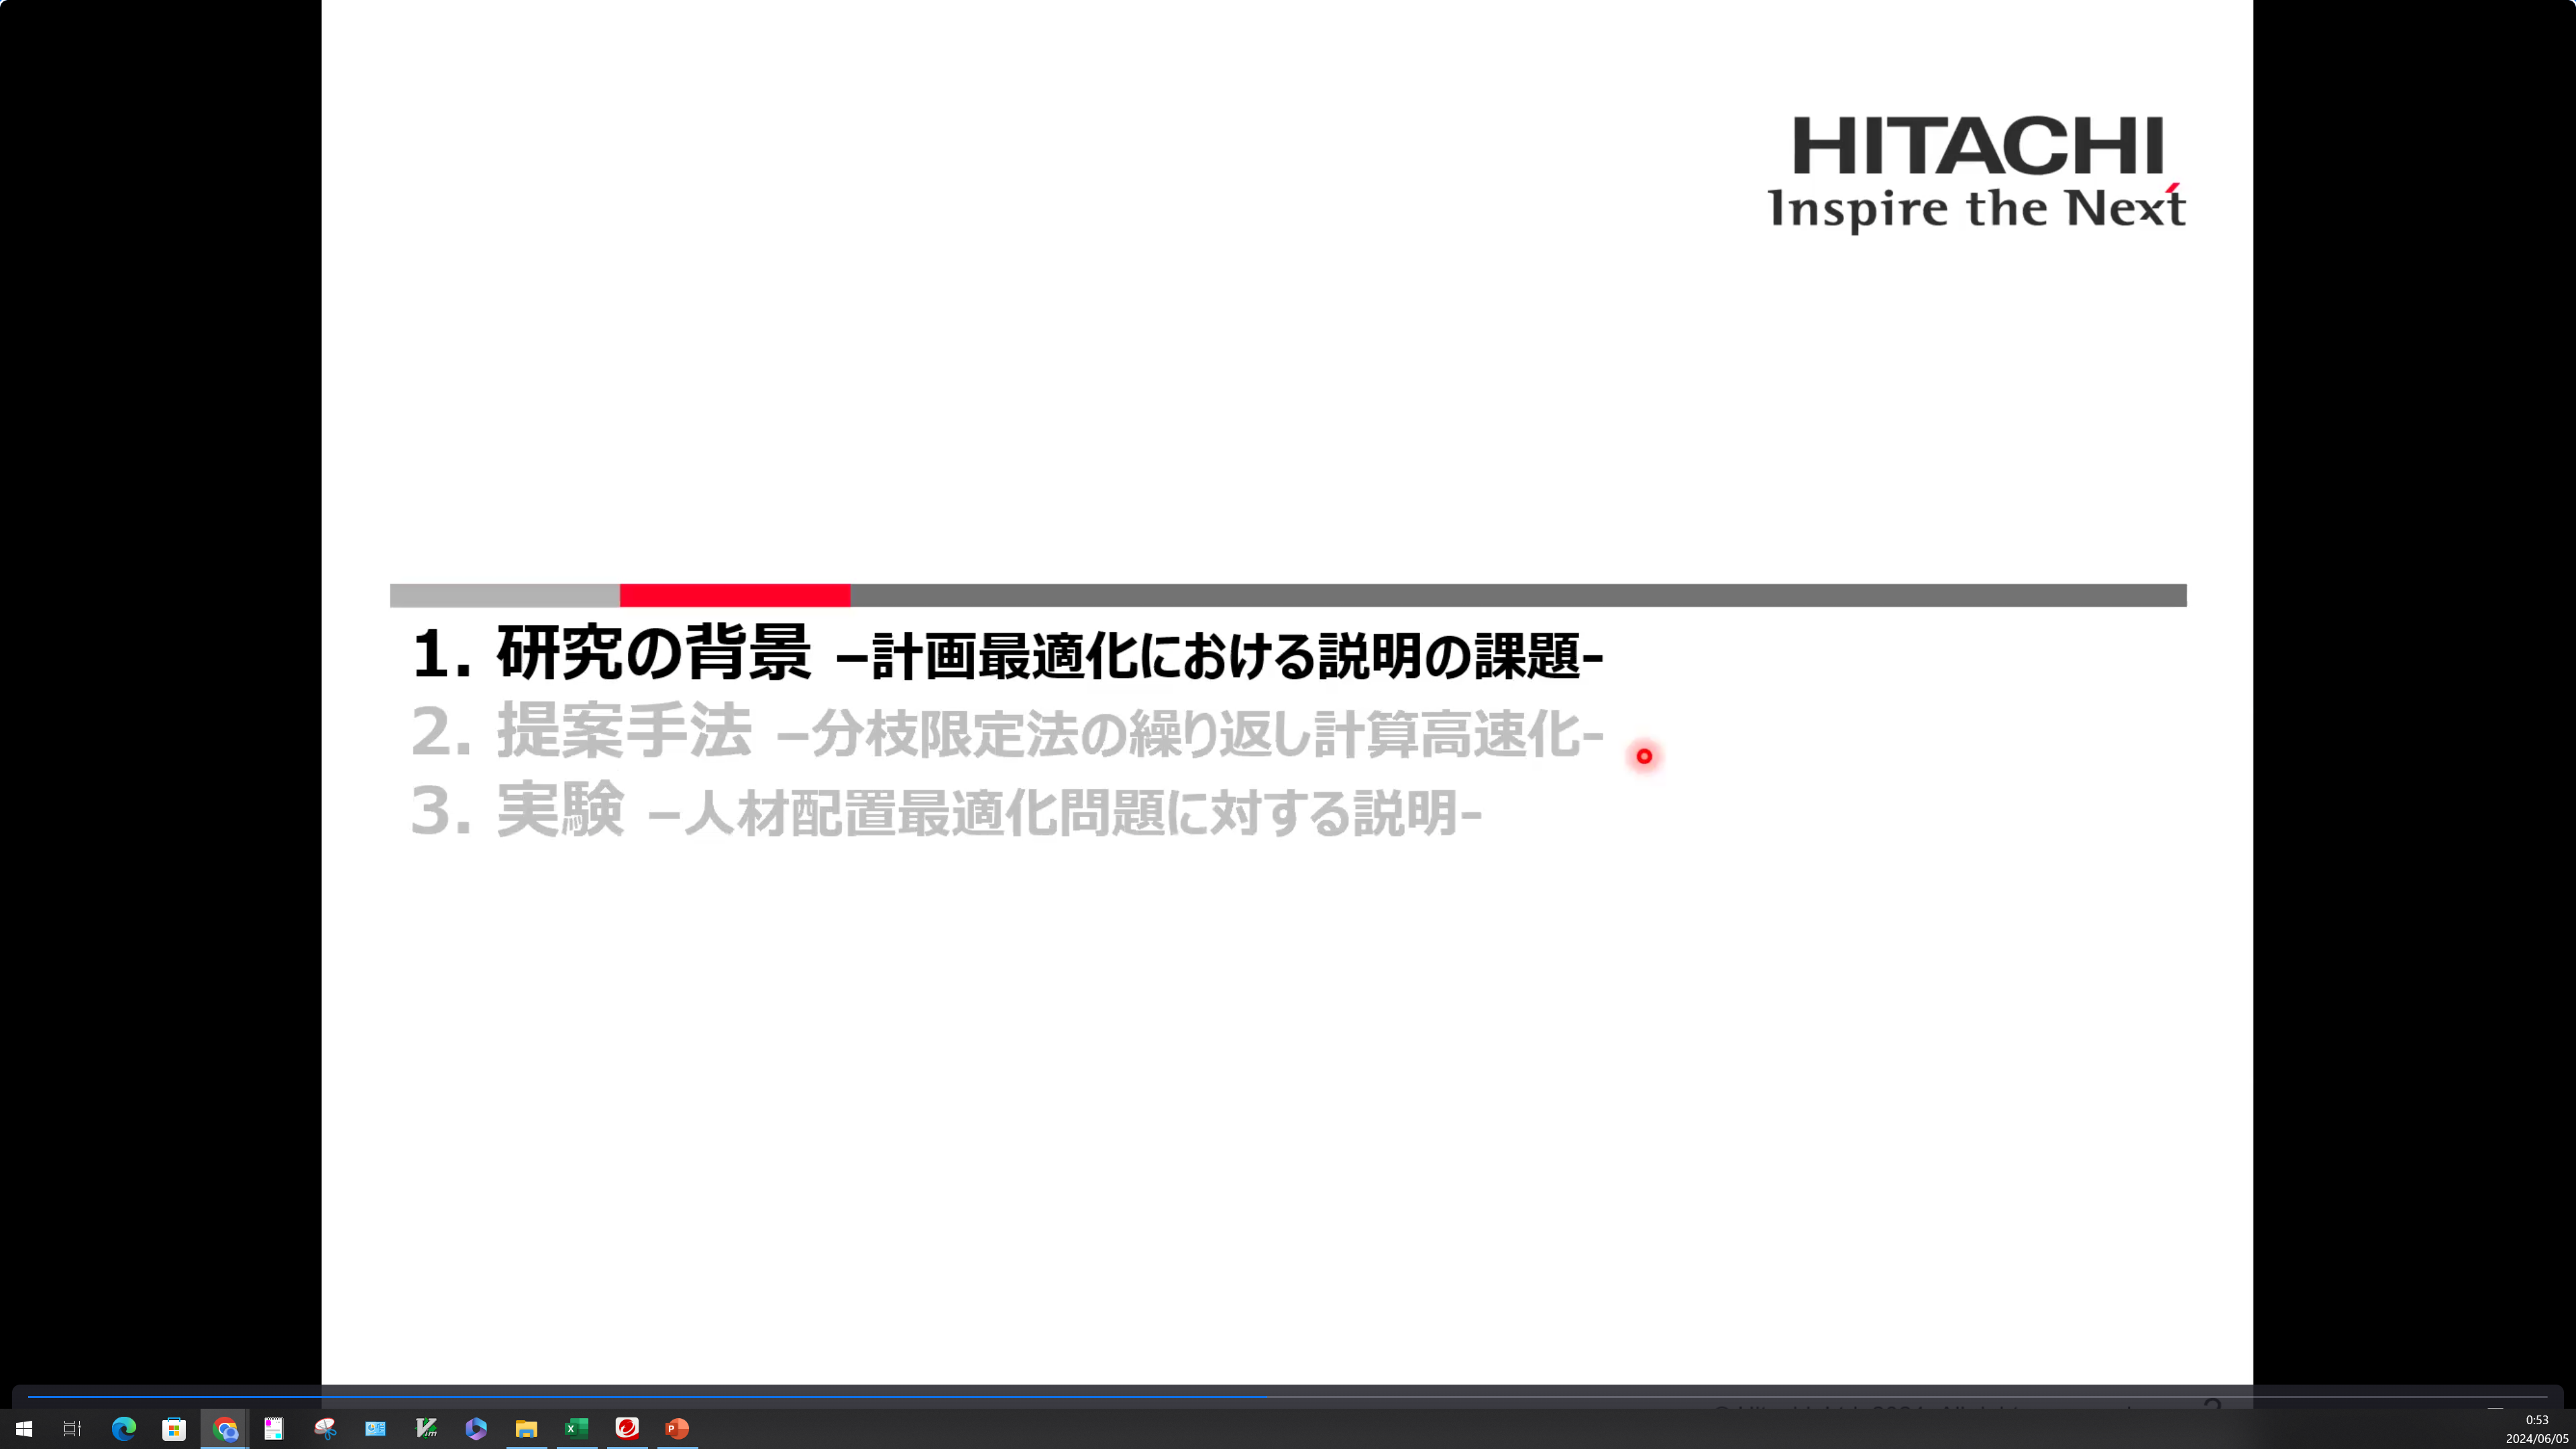 HITACHI
Inspire the Next
1. 研究の背景 –計画最適化における説明の課題-
2. 提案手法 –分枝限定法の繰り返し計算高速化-
3. 実験 –人材配置最適化問題に対する説明-
0:53
2024/06/05